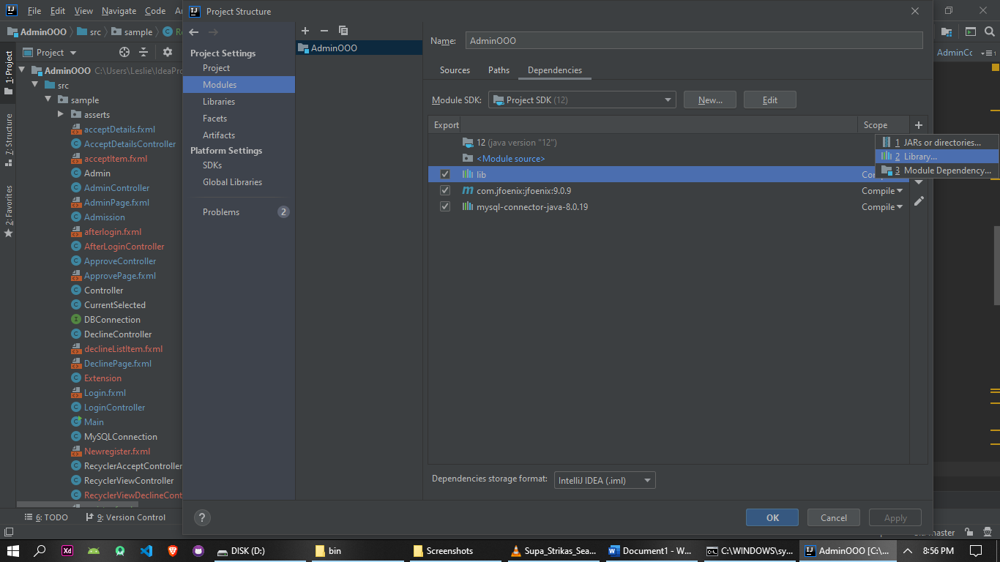 File Edit View Navigate Code
Project Structure
AdminOOO src sample
Project
AdminOOO C:\Users\Leslie\IdeaPro
src
sample
asserts
acceptDetails.fxml
AcceptDetailsController
acceptItem.fxml
Admin
AdminController
AdminPage.fxml
Admission
afterlogin.fxml
AfterLoginController
ApproveController
ApprovePage.fxml
Controller
CurrentSelected
DBConnection
DeclineController
declineListItem.fxml
DeclinePage.fxml
Extension
Login.fxml
LoginController
Main
MySQLConnection
Newregister.fxml
RecyclerAcceptController
RecyclerViewController
RecyclerViewDeclineCont
1: Project
7: Structure
2: Favorites
6: TODO 9: Version Control
Project Settings
Project
Modules
Libraries
Facets
Artifacts
Platform Settings
SDKs
Global Libraries
Problems 2
AdminOOO
Name: AdminOOO
Sources Paths Dependencies
Module SDK: Project SDK (12) New... Edit
Export Scope
12 (java version "12")
<Module source>
lib Co
com.jfoenix:jfoenix:9.0.9 Compile
mysql-connector-java-8.0.19 Compile
1 JARs or directories...
2 Library...
3 Module Dependency...
Dependencies storage format: IntelliJ IDEA (.iml)
? OK Cancel Apply
AdminCc
master
Xd DISK (D:) bin Screenshots Supa_Strikas_Sea... Document1 - W... C:\WINDOWS\sy... AdminOOO [C:\... 8:56 PM